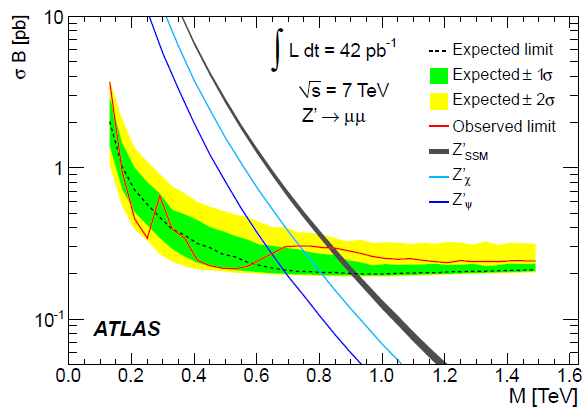 σ B [pb]
10
1
10⁻¹
∫ L dt = 42 pb⁻¹
√s = 7 TeV
Z' → μμ
Expected limit
Expected ± 1σ
Expected ± 2σ
Observed limit
Z'SSM
Z'χ
Z'ψ
ATLAS
0.0 0.2 0.4 0.6 0.8 1.0 1.2 1.4 1.6
M [TeV]